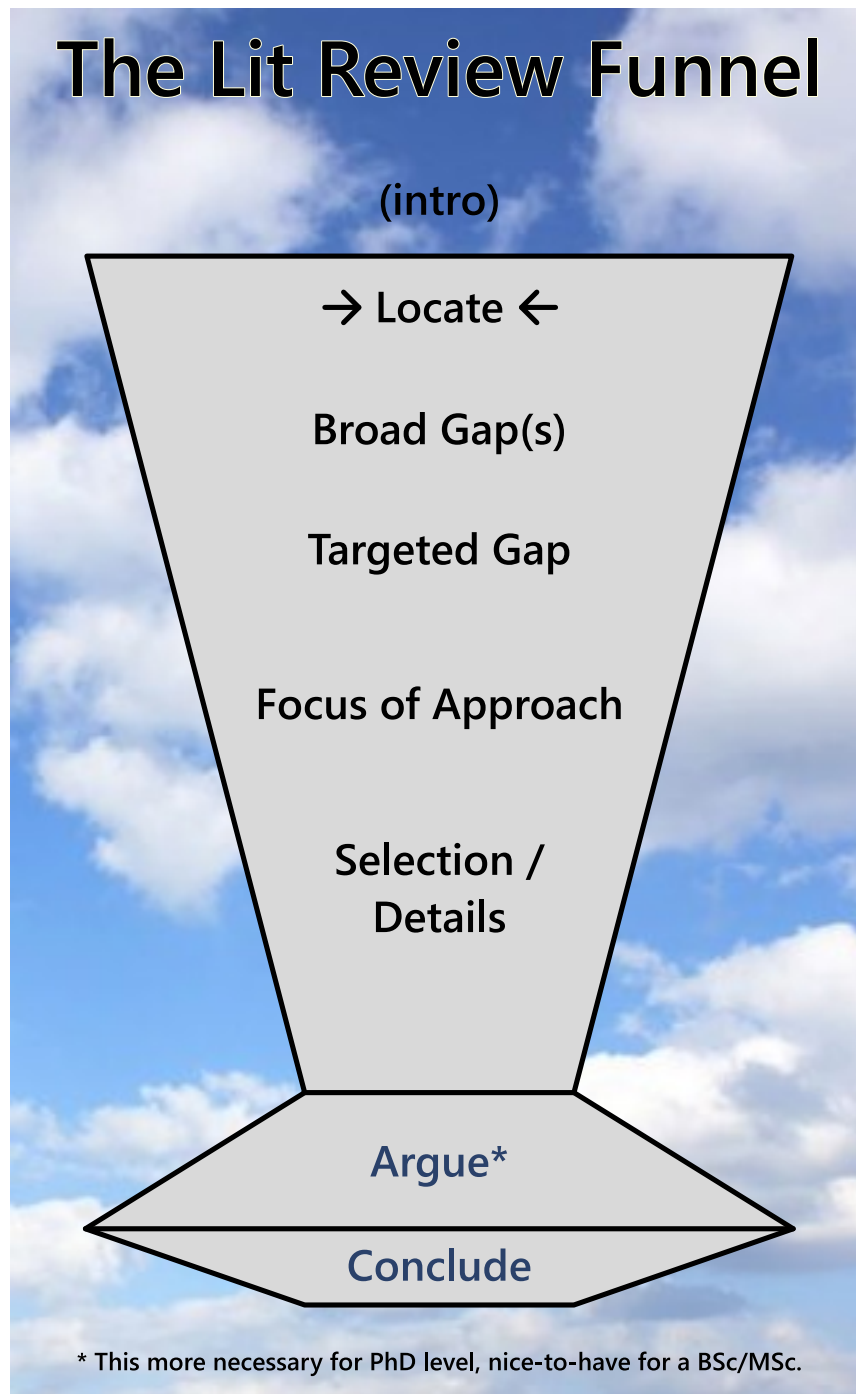 The Lit Review Funnel
(intro)
→ Locate ←
Broad Gap(s)
Targeted Gap
Focus of Approach
Selection /
Details
Argue*
Conclude
* This more necessary for PhD level, nice-to-have for a BSc/MSc.